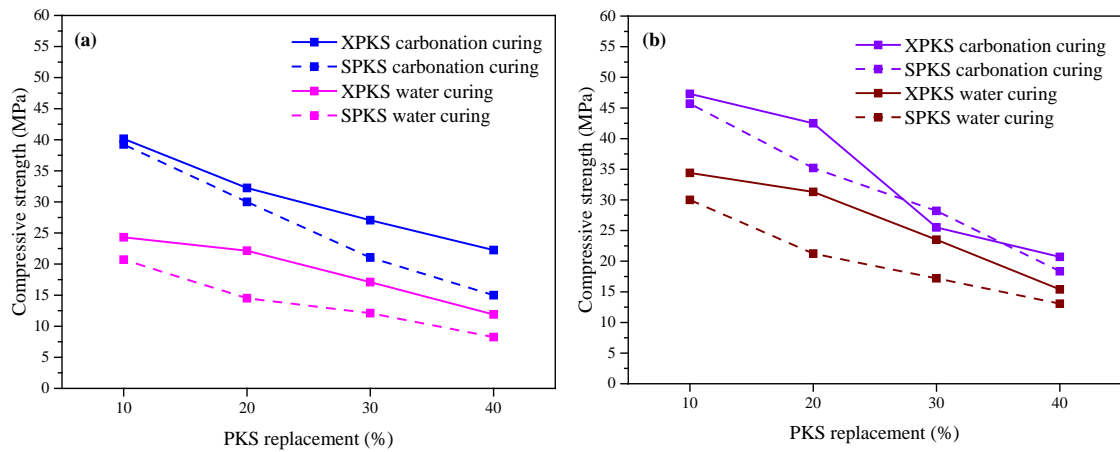 (a)
XPKS carbonation curing
SPKS carbonation curing
XPKS water curing
SPKS water curing
Compressive strength (MPa)
60
55
50
45
40
35
30
25
20
15
10
5
0
10 20 30 40
PKS replacement (%)
(b)
XPKS carbonation curing
SPKS carbonation curing
XPKS water curing
SPKS water curing
Compressive strength (MPa)
60
55
50
45
40
35
30
25
20
15
10
5
0
10 20 30 40
PKS replacement (%)